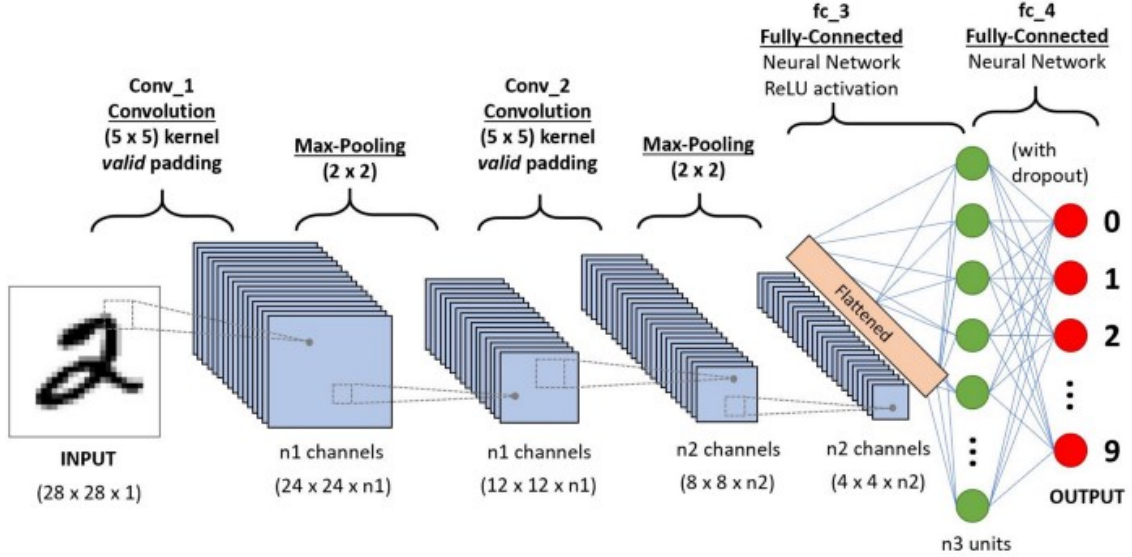 fc_3
Fully-Connected
Neural Network
ReLU activation
fc_4
Fully-Connected
Neural Network
Conv_1
Convolution
(5 x 5) kernel
valid padding
Max-Pooling
(2 x 2)
Conv_2
Convolution
(5 x 5) kernel
valid padding
Max-Pooling
(2 x 2)
(with
dropout)
0
1
2
9
Flattened
INPUT
(28 x 28 x 1)
n1 channels
(24 x 24 x n1)
n1 channels
(12 x 12 x n1)
n2 channels
(8 x 8 x n2)
n2 channels
(4 x 4 x n2)
OUTPUT
n3 units
2